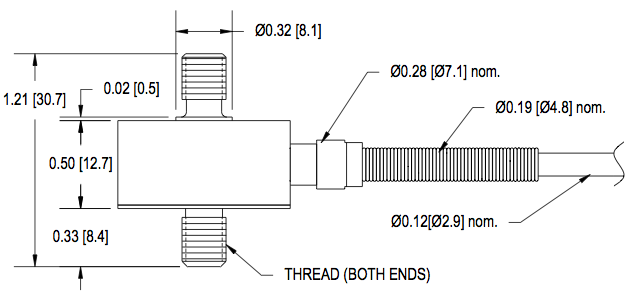 Ø0.32 [8.1]
Ø0.28 [Ø7.1] nom.
0.02 [0.5]
1.21 [30.7]
Ø0.19 [Ø4.8] nom.
0.50 [12.7]
Ø0.12[Ø2.9] nom.
0.33 [8.4]
THREAD (BOTH ENDS)